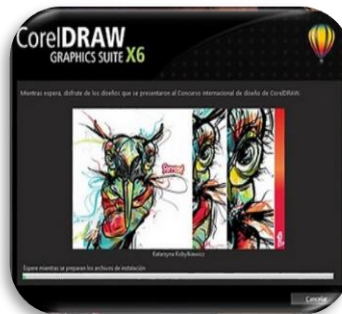 CorelDRAW
GRAPHICS SUITE X6
Mientras espera, disfrute de los diseños que se presentaron al Concurso internacional de diseño de CorelDRAW.
Katarzyna Kobylkiewicz
Espere mientras se preparan los archivos de instalación
Cancelar